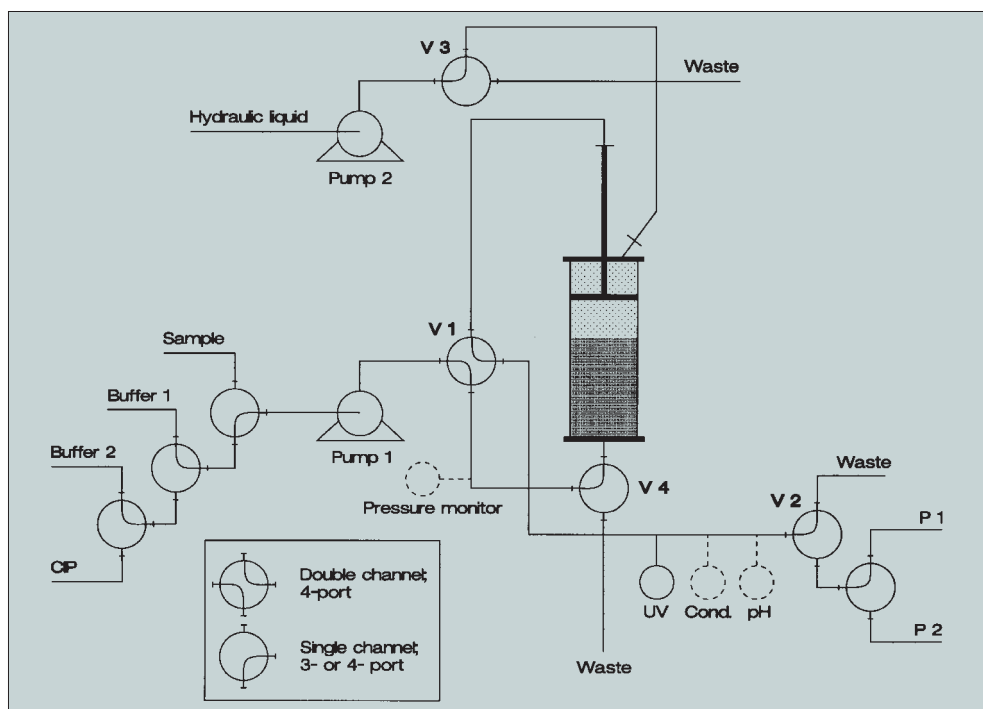 V 3
Waste
Hydraulic liquid
Pump 2
V 1
Sample
Buffer 1
Buffer 2
Pump 1
CIP
Pressure monitor
V 4
Waste
V 2
P 1
UV
Cond.
pH
P 2
Double channel;
4-port
Single channel;
3- or 4- port
Waste